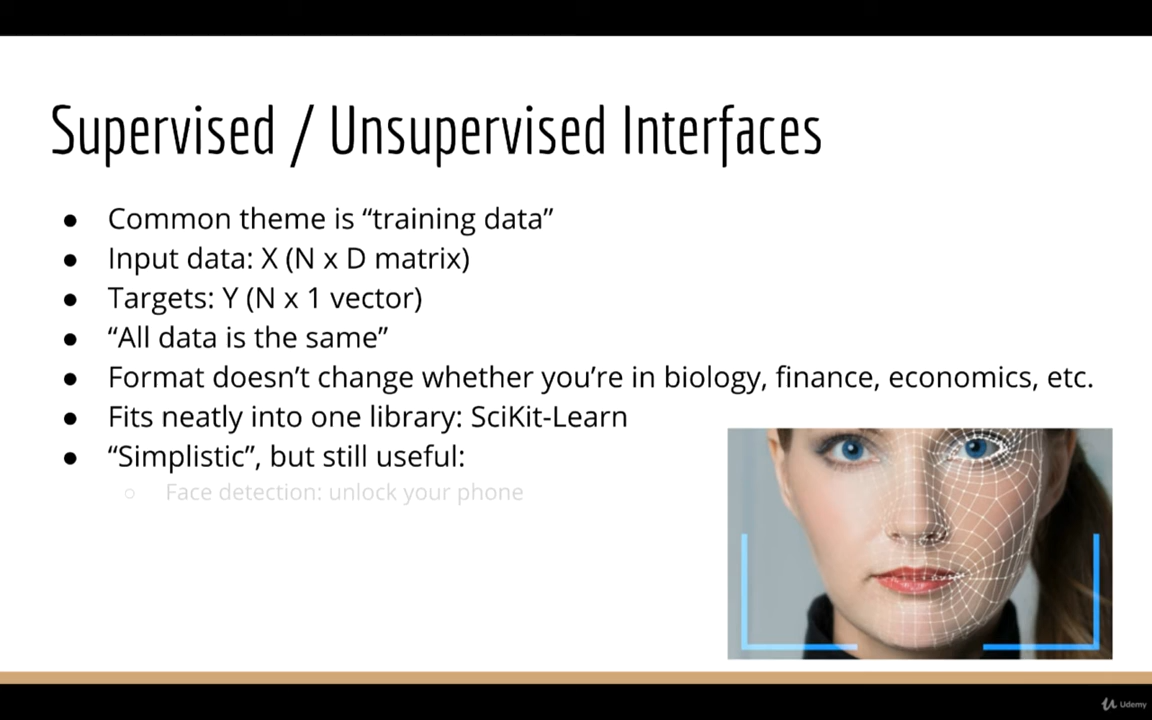 Supervised / Unsupervised Interfaces
● Common theme is “training data”
● Input data: X (N x D matrix)
● Targets: Y (N x 1 vector)
● “All data is the same”
● Format doesn’t change whether you’re in biology, finance, economics, etc.
● Fits neatly into one library: SciKit-Learn
● “Simplistic”, but still useful:
○ Face detection: unlock your phone
Udemy